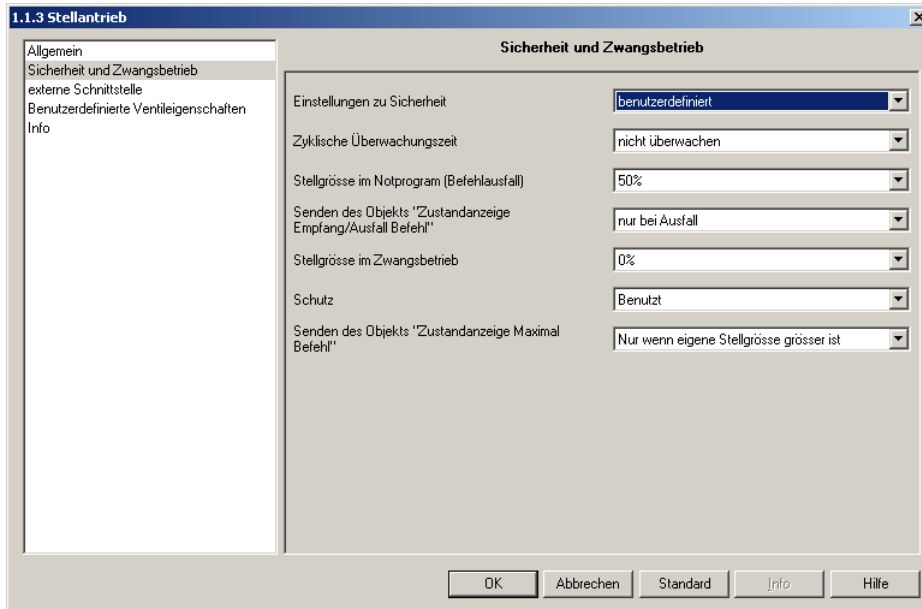 1.1.3 Stellantrieb
Allgemein
Sicherheit und Zwangsbetrieb
externe Schnittstelle
Benutzerdefinierte Ventileigenschaften
Info
Sicherheit und Zwangsbetrieb
Einstellungen zu Sicherheit
benutzerdefiniert
Zyklische Überwachungszeit
nicht überwachen
Stellgrösse im Notprogram (Befehlausfall)
50%
Senden des Objekts "Zustandanzeige
Empfang/Ausfall Befehl"
nur bei Ausfall
Stellgrösse im Zwangsbetrieb
0%
Schutz
Benutzt
Senden des Objekts "Zustandanzeige Maximal
Befehl"
Nur wenn eigene Stellgrösse grösser ist
OK
Abbrechen
Standard
Info
Hilfe